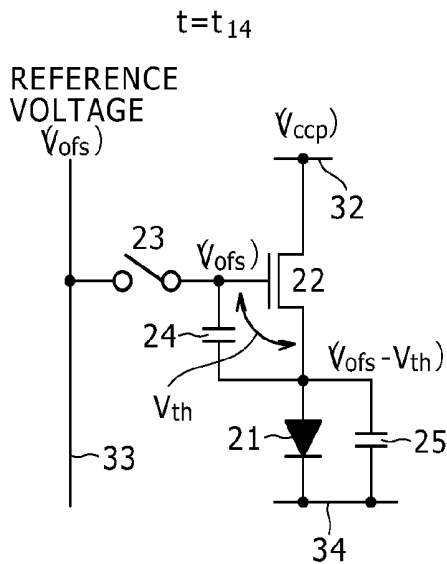 t=t14
REFERENCE
VOLTAGE
(Vofs)
(Vccp)
32
23
(Vofs)
22
24
(Vofs-Vth)
Vth
21
25
33
34